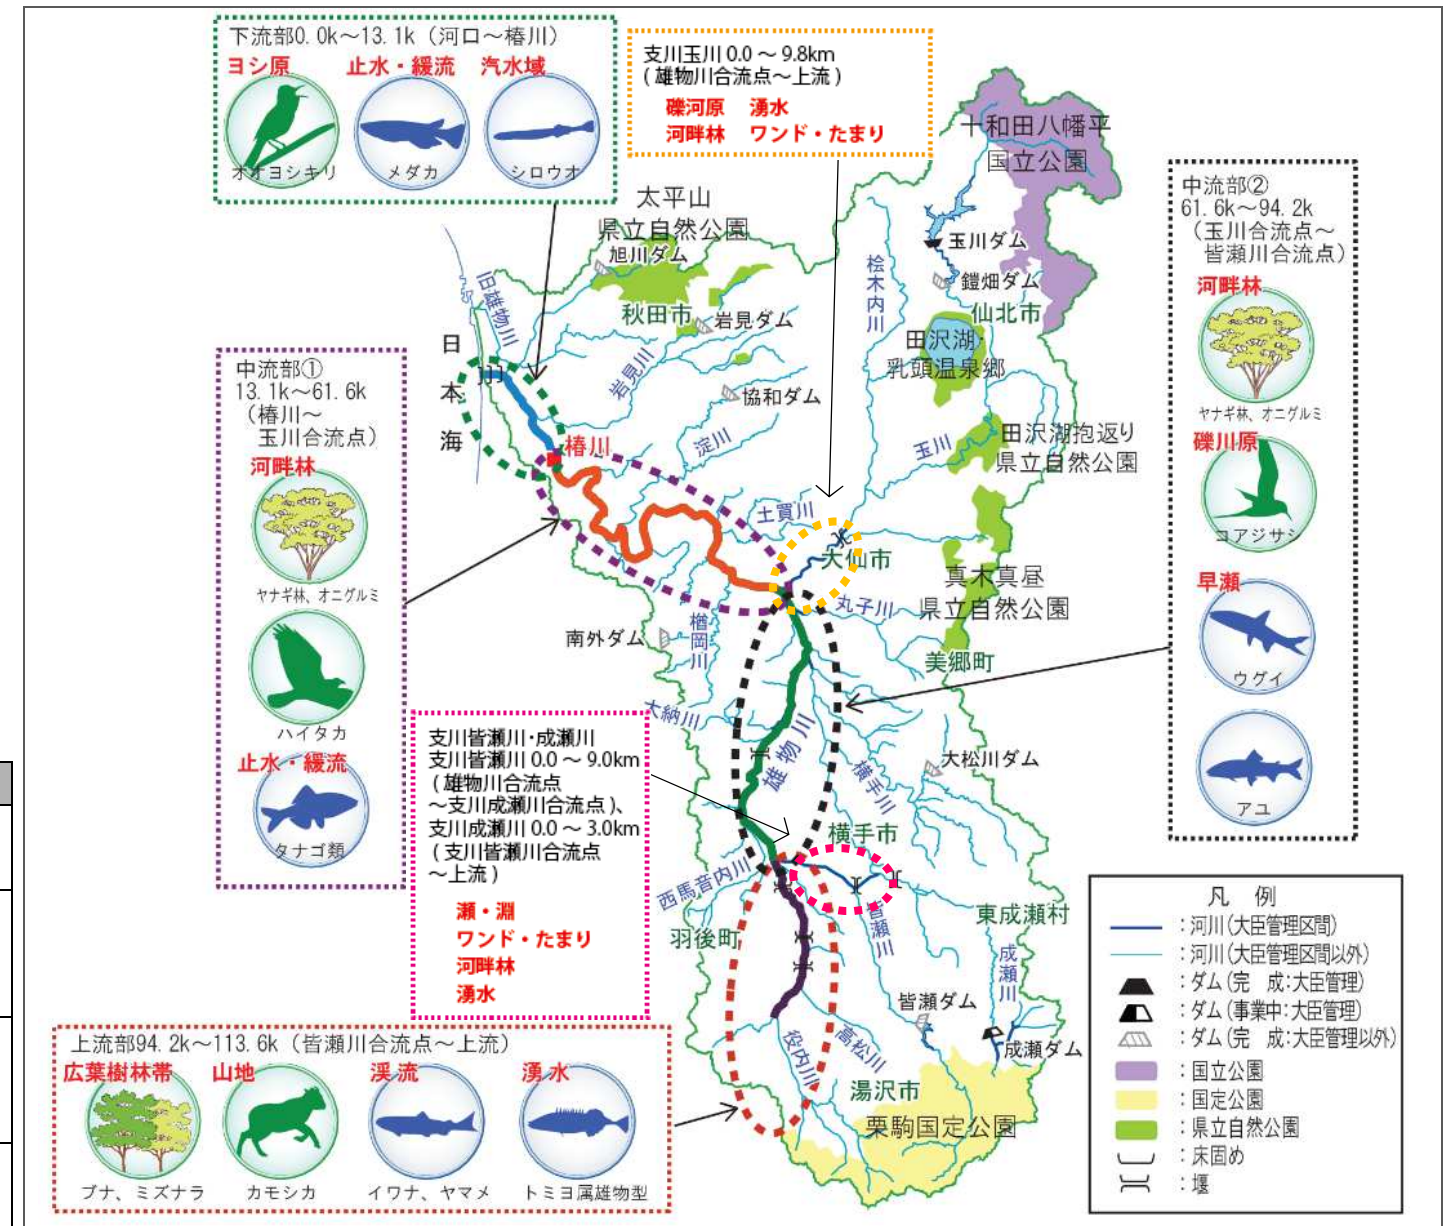 下流部0.0k～13.1k（河口～椿川）
ヨシ原　止水・緩流　汽水域
オオヨシキリ　メダカ　シロウオ
支川玉川 0.0 ～ 9.8km
( 雄物川合流点～上流 )
礫河原　湧水
河畔林　ワンド・たまり
中流部②
61.6k～94.2k
（玉川合流点～
皆瀬川合流点）
河畔林
ヤナギ林、オニグルミ
礫川原
コアジサシ
早瀬
ウグイ
アユ
中流部①
13.1k～61.6k
（椿川～
玉川合流点）
河畔林
ヤナギ林、オニグルミ
ハイタカ
止水・緩流
タナゴ類
支川皆瀬川･成瀬川
支川皆瀬川 0.0 ～ 9.0km
( 雄物川合流点
～支川成瀬川合流点 )、
支川成瀬川 0.0 ～ 3.0km
( 支川皆瀬川合流点
～上流 )
瀬・淵
ワンド・たまり
河畔林
湧水
上流部94.2k～113.6k（皆瀬川合流点～上流）
広葉樹林帯　山地　渓流　湧水
ブナ、ミズナラ　カモシカ　イワナ、ヤマメ　トミヨ属雄物型
十和田八幡平
国立公園
太平山
県立自然公園
旭川ダム
玉川ダム
鎧畑ダム
仙北市
秋田市
岩見ダム
旧雄物川
桧木内川
田沢湖・
乳頭温泉郷
日本海
岩見川
協和ダム
椿川
淀川
玉川
田沢湖抱返り
県立自然公園
土買川
大仙市
真木真昼
県立自然公園
丸子川
楢岡川
南外ダム
美郷町
大納川
雄物川
横手川
大松川ダム
横手市
西馬音内川
羽後町
皆瀬川
東成瀬村
成瀬川
皆瀬ダム
成瀬ダム
役内川
高松川
湯沢市
栗駒国定公園
凡　例
：河川(大臣管理区間)
：河川(大臣管理区間以外)
：ダム(完　成:大臣管理)
：ダム(事業中:大臣管理)
：ダム(完　成:大臣管理以外)
：国立公園
：国定公園
：県立自然公園
：床固め
：堰